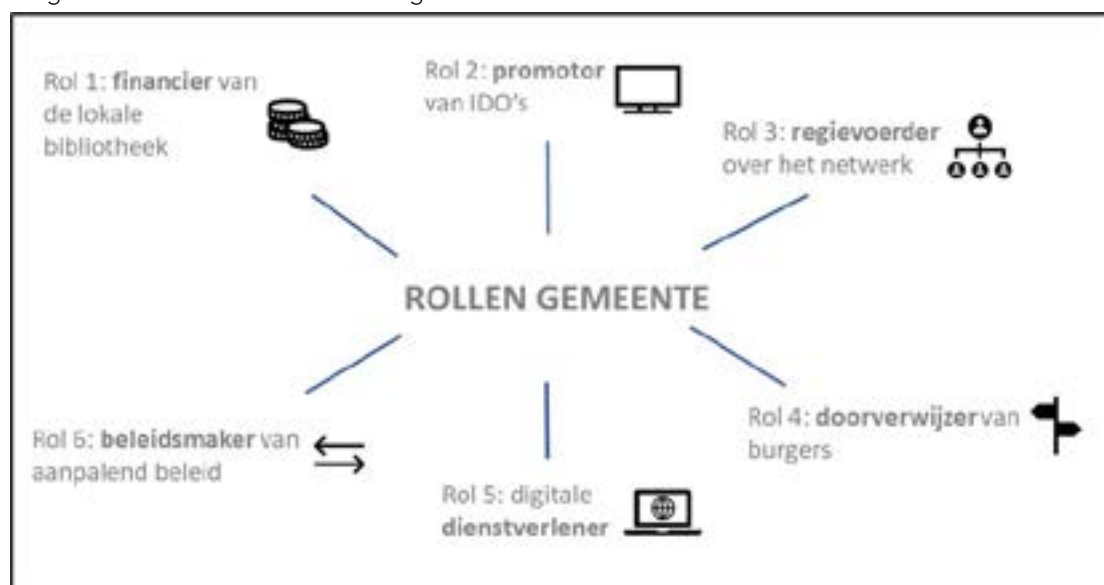 Rol 1: financier van
de lokale
bibliotheek
Rol 2: promotor
van IDO's
Rol 3: regievoerder
over het netwerk
ROLLEN GEMEENTE
Rol 4: doorverwijzer van
burgers
Rol 5: digitale
dienstverlener
Rol 6: beleidsmaker van
aanpalend beleid